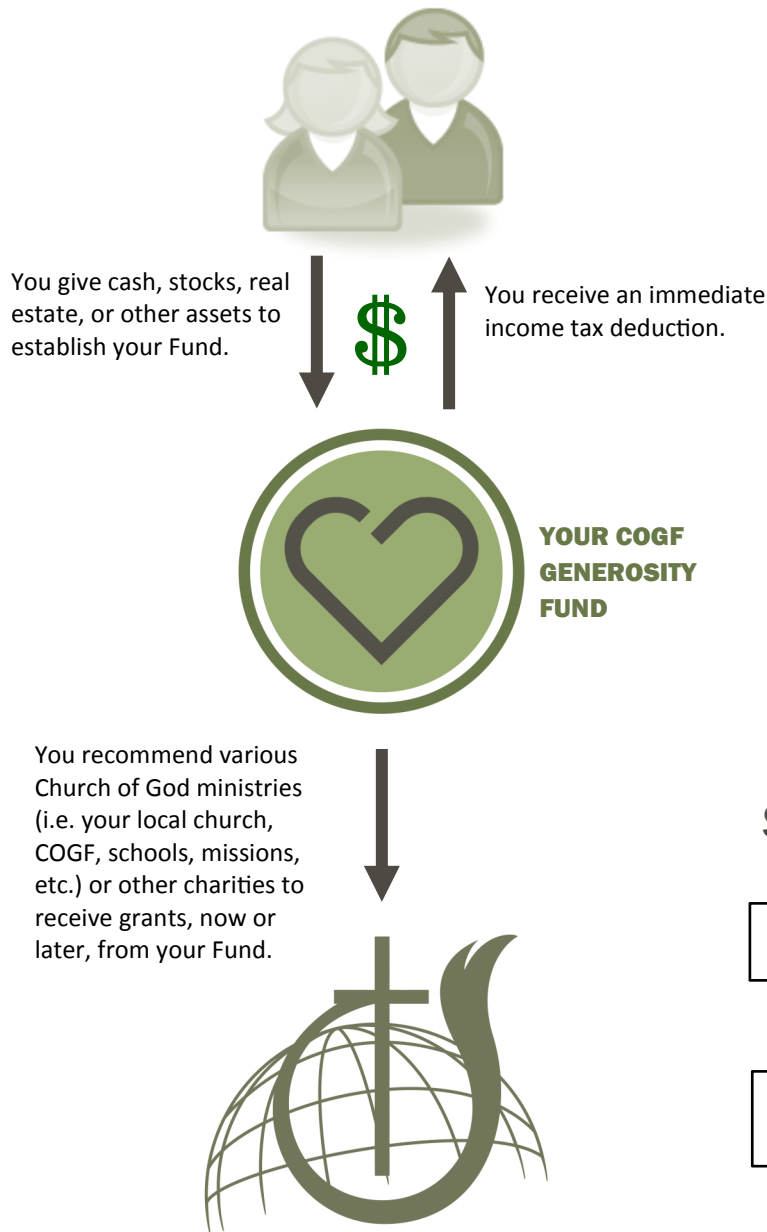 You give cash, stocks, real
estate, or other assets to
establish your Fund.
$
You receive an immediate
income tax deduction.
YOUR COGF
GENEROSITY
FUND
You recommend various
Church of God ministries
(i.e. your local church,
COGF, schools, missions,
etc.) or other charities to
receive grants, now or
later, from your Fund.